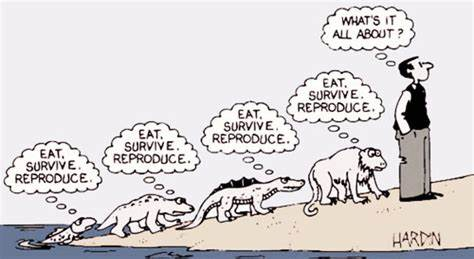 WHAT'S IT
ALL ABOUT?
EAT,
SURVIVE.
REPRODUCE.
EAT,
SURVIVE.
REPRODUCE.
EAT,
SURVIVE.
REPRODUCE.
EAT,
SURVIVE.
REPRODUCE.
HARDIN